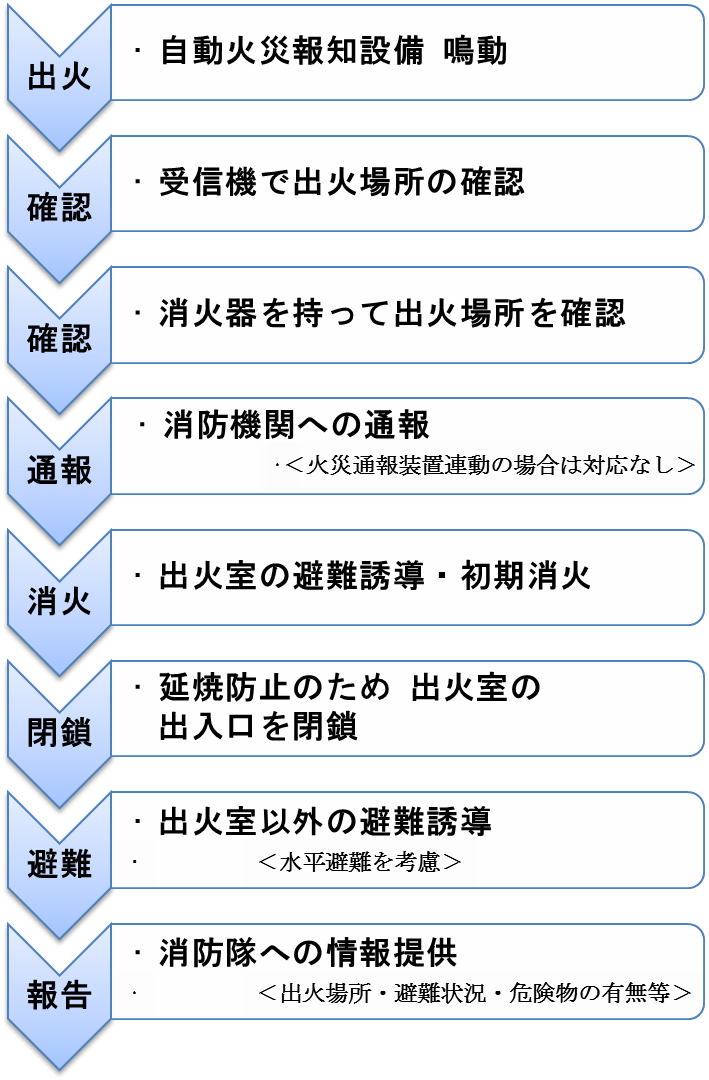 出火
・自動火災報知設備 鳴動
確認
・受信機で出火場所の確認
確認
・消火器を持って出火場所を確認
通報
・消防機関への通報
・＜火災通報装置連動の場合は対応なし＞
消火
・出火室の避難誘導・初期消火
閉鎖
・延焼防止のため 出火室の
出入口を閉鎖
避難
・出火室以外の避難誘導
・＜水平避難を考慮＞
報告
・消防隊への情報提供
・＜出火場所・避難状況・危険物の有無等＞